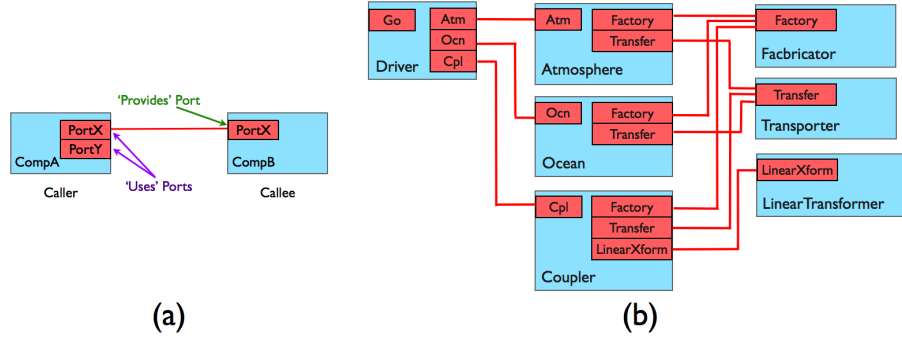 'Provides' Port
PortX
PortY
CompA
PortX
CompB
Caller
'Uses' Ports
Callee
(a)
Go
Atm
Ocn
Cpl
Driver
Atm
Factory
Transfer
Atmosphere
Ocn
Factory
Transfer
Ocean
Cpl
Factory
Transfer
LinearXform
Coupler
Factory
Facbricator
Transfer
Transporter
LinearXform
LinearTransformer
(b)